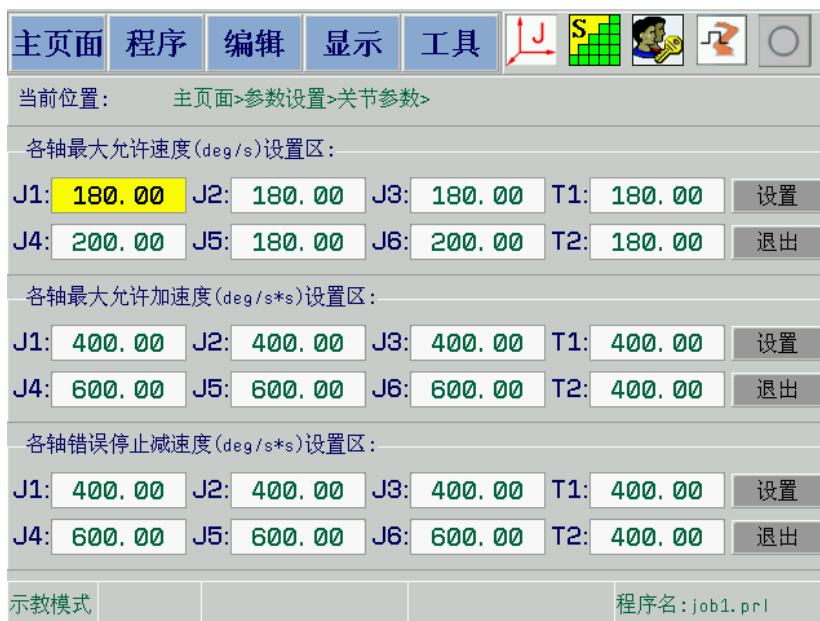 主页面 程序 编辑 显示 工具 J S
当前位置: 主页面>参数设置>关节参数>
各轴最大允许速度(deg/s)设置区:
J1: 180.00 J2: 180.00 J3: 180.00 T1: 180.00 设置
J4: 200.00 J5: 180.00 J6: 200.00 T2: 180.00 退出
各轴最大允许加速度(deg/s*s)设置区:
J1: 400.00 J2: 400.00 J3: 400.00 T1: 400.00 设置
J4: 600.00 J5: 600.00 J6: 600.00 T2: 400.00 退出
各轴错误停止减速度(deg/s*s)设置区:
J1: 400.00 J2: 400.00 J3: 400.00 T1: 400.00 设置
J4: 600.00 J5: 600.00 J6: 600.00 T2: 400.00 退出
示教模式 程序名:job1.prl